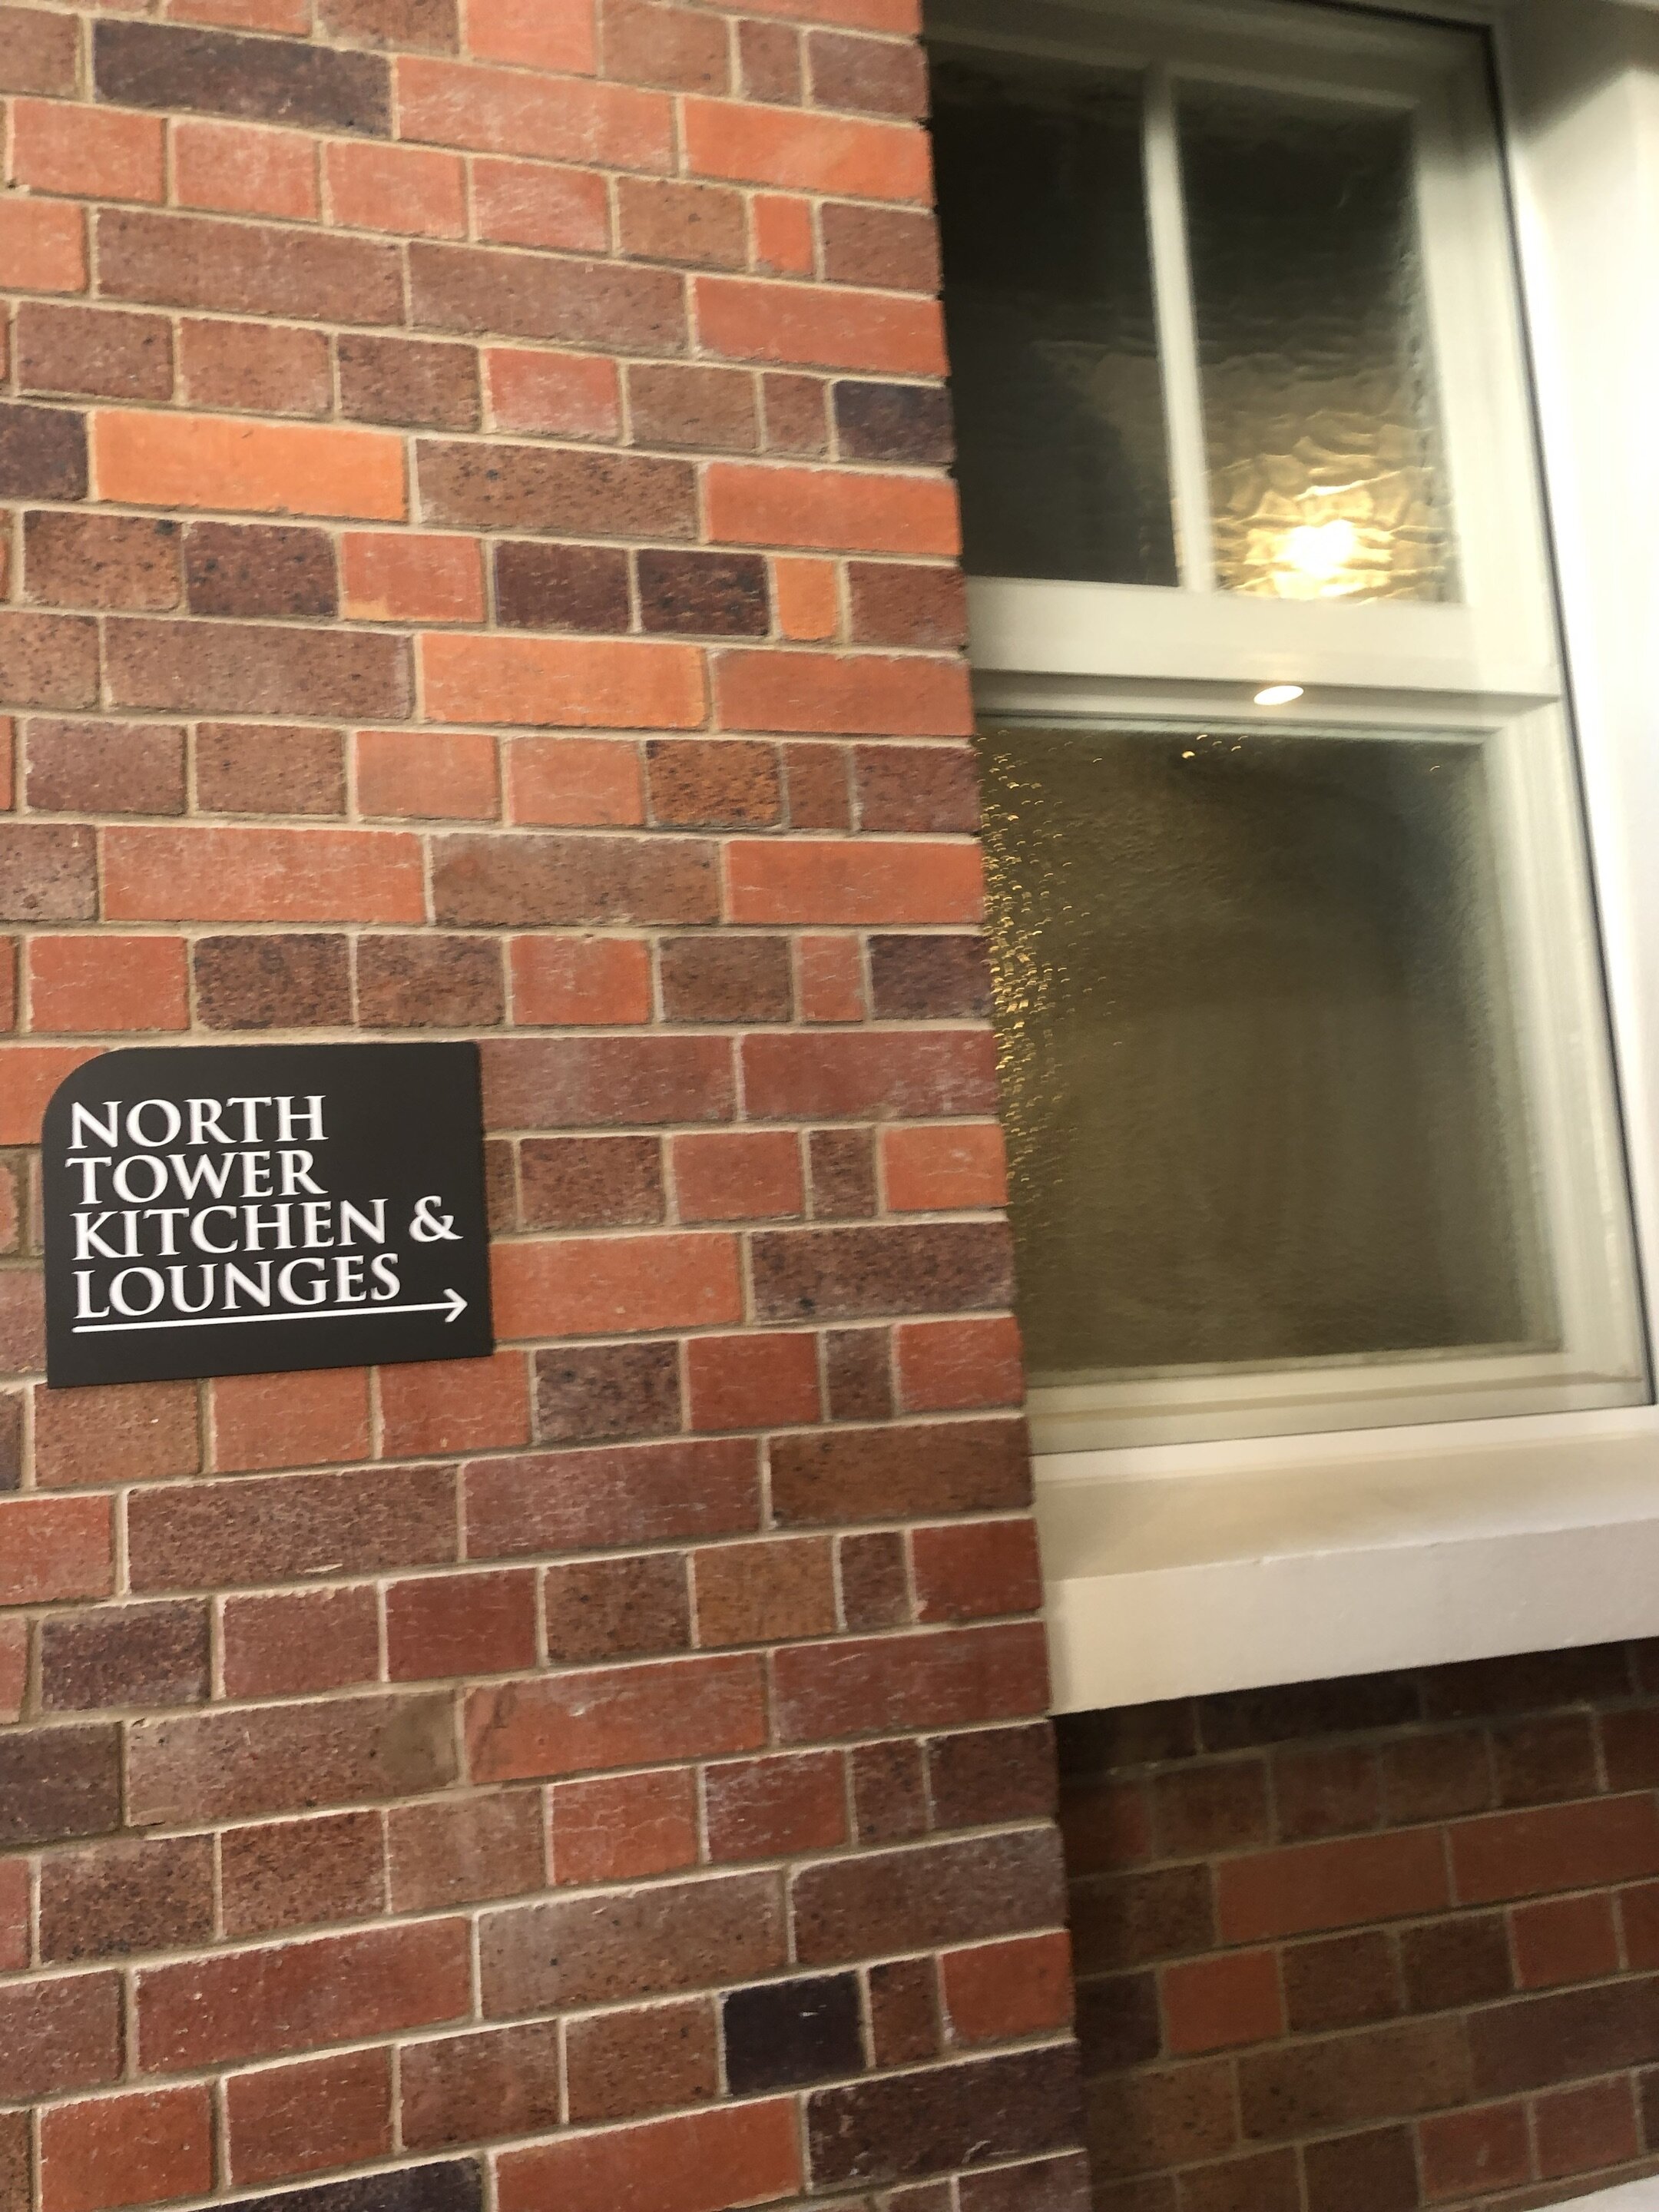 NORTH
TOWER
KITCHEN &
LOUNGES